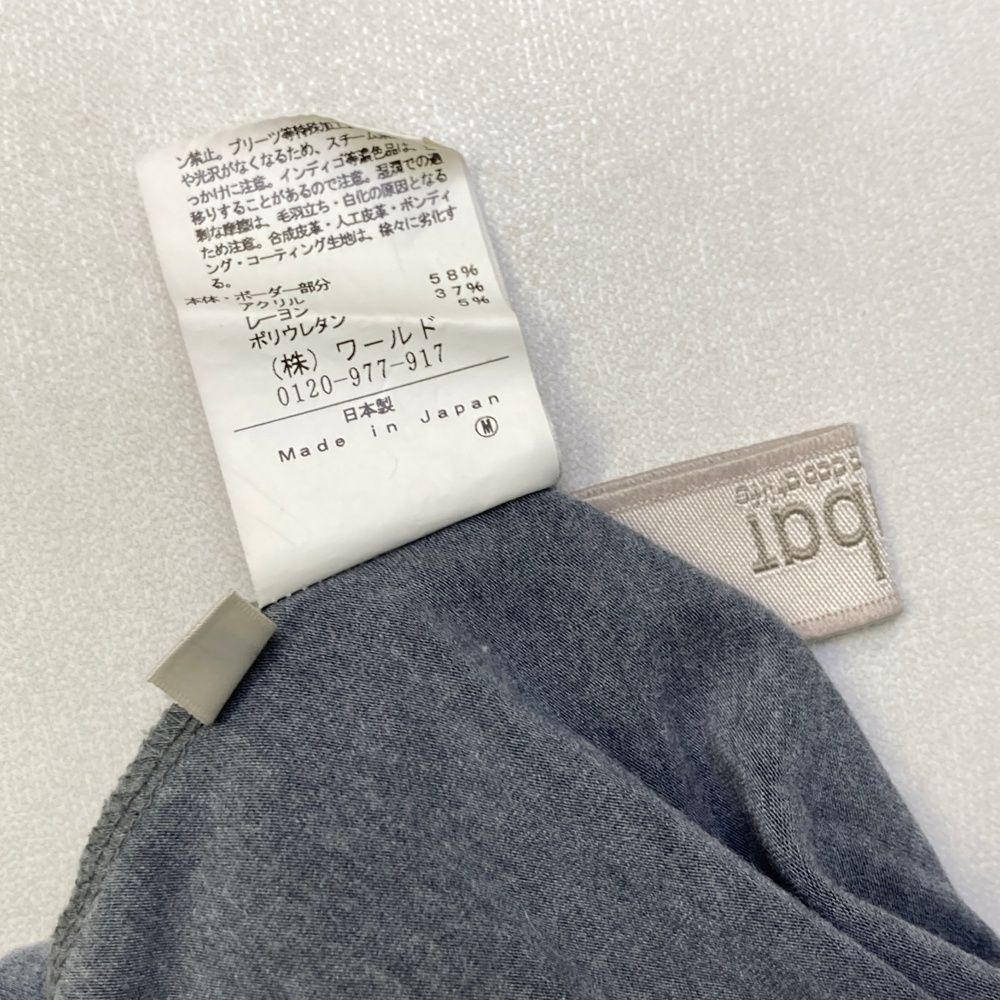 ン禁止。プリーツ等特殊加工
や光沢がなくなるため、スチーム
っかけに注意。インディゴ等濃色品は、
移りすることがあるので注意。湿潤での過
剰な摩擦は、毛羽立ち・白化の原因となる
ため注意。合成皮革・人工皮革・ボンディ
ング・コーティング生地は、徐々に劣化す
る。
本体・ボーダー部分
アクリル 58%
レーヨン 37%
ポリウレタン 5%
(株) ワールド
0120-977-917
日本製
Made in Japan
M
bar